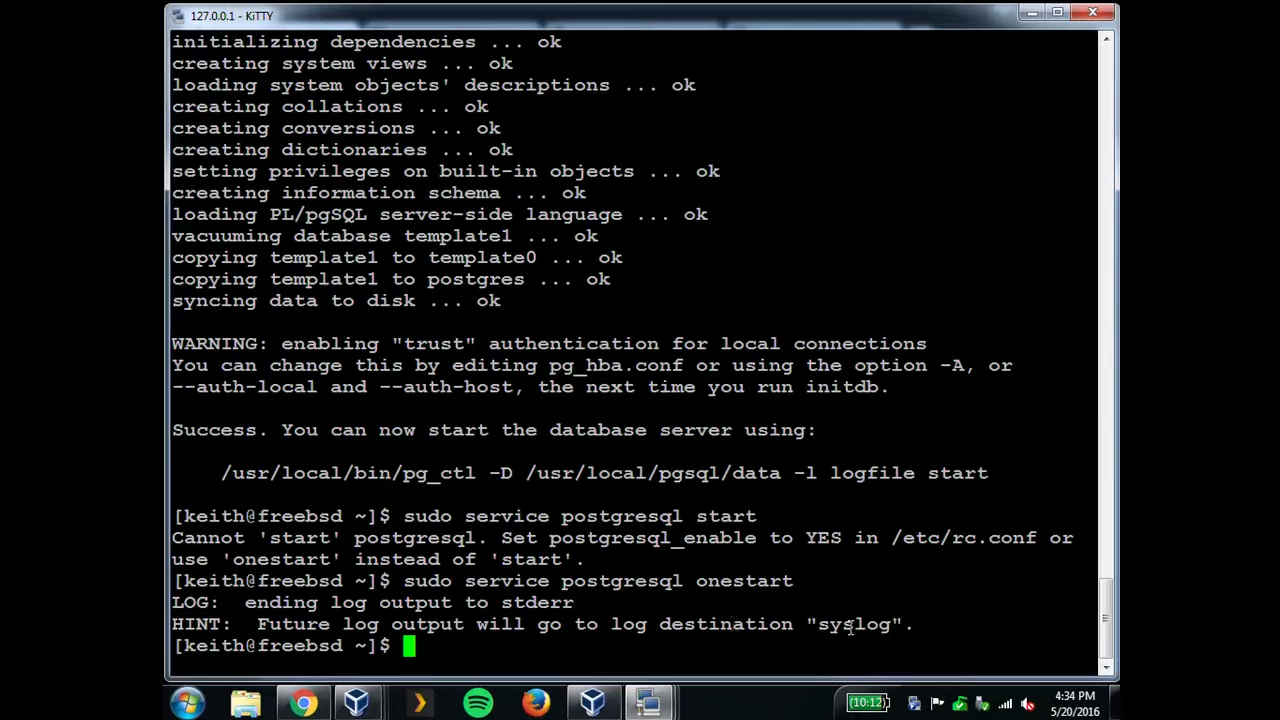 127.0.0.1 - KiTTY
initializing dependencies ... ok
creating system views ... ok
loading system objects' descriptions ... ok
creating collations ... ok
creating conversions ... ok
creating dictionaries ... ok
setting privileges on built-in objects ... ok
creating information schema ... ok
loading PL/pgSQL server-side language ... ok
vacuuming database template1 ... ok
copying template1 to template0 ... ok
copying template1 to postgres ... ok
syncing data to disk ... ok
WARNING: enabling "trust" authentication for local connections
You can change this by editing pg_hba.conf or using the option -A, or
--auth-local and --auth-host, the next time you run initdb.
Success. You can now start the database server using:
/usr/local/bin/pg_ctl -D /usr/local/pgsql/data -l logfile start
[keith@freebsd ~]$ sudo service postgresql start
Cannot 'start' postgresql. Set postgresql_enable to YES in /etc/rc.conf or
use 'onestart' instead of 'start'.
[keith@freebsd ~]$ sudo service postgresql onestart
LOG:  ending log output to stderr
HINT:  Future log output will go to log destination "syslog".
[keith@freebsd ~]$
(10:12)
4:34 PM
5/20/2016